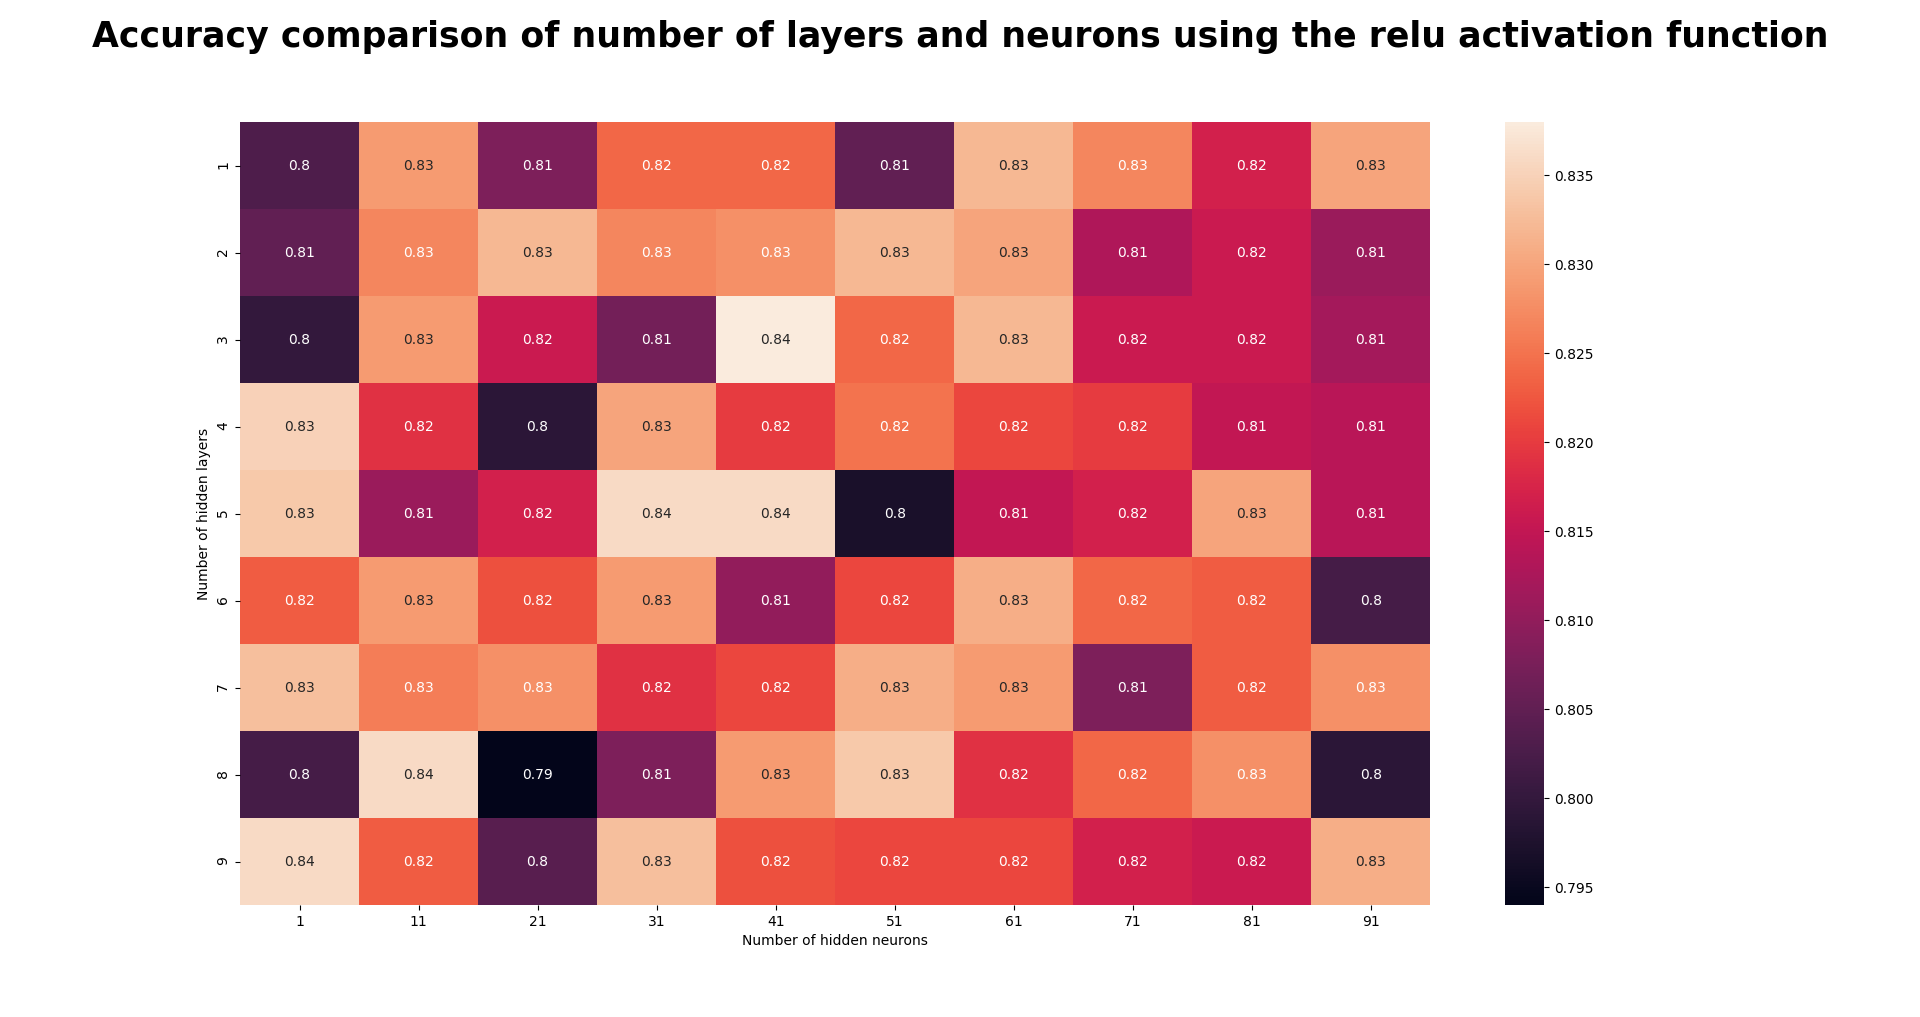 Accuracy comparison of number of layers and neurons using the relu activation function
1 0.8 0.83 0.81 0.82 0.82 0.81 0.83 0.83 0.82 0.83
2 0.81 0.83 0.83 0.83 0.83 0.83 0.83 0.81 0.82 0.81
3 0.8 0.83 0.82 0.81 0.84 0.82 0.83 0.82 0.82 0.81
4 0.83 0.82 0.8 0.83 0.82 0.82 0.82 0.82 0.81 0.81
5 0.83 0.81 0.82 0.84 0.84 0.8 0.81 0.82 0.83 0.81
6 0.82 0.83 0.82 0.83 0.81 0.82 0.83 0.82 0.82 0.8
7 0.83 0.83 0.83 0.82 0.82 0.83 0.83 0.81 0.82 0.83
8 0.8 0.84 0.79 0.81 0.83 0.83 0.82 0.82 0.83 0.8
9 0.84 0.82 0.8 0.83 0.82 0.82 0.82 0.82 0.82 0.83
Number of hidden layers
1 11 21 31 41 51 61 71 81 91
Number of hidden neurons
0.835
0.830
0.825
0.820
0.815
0.810
0.805
0.800
0.795